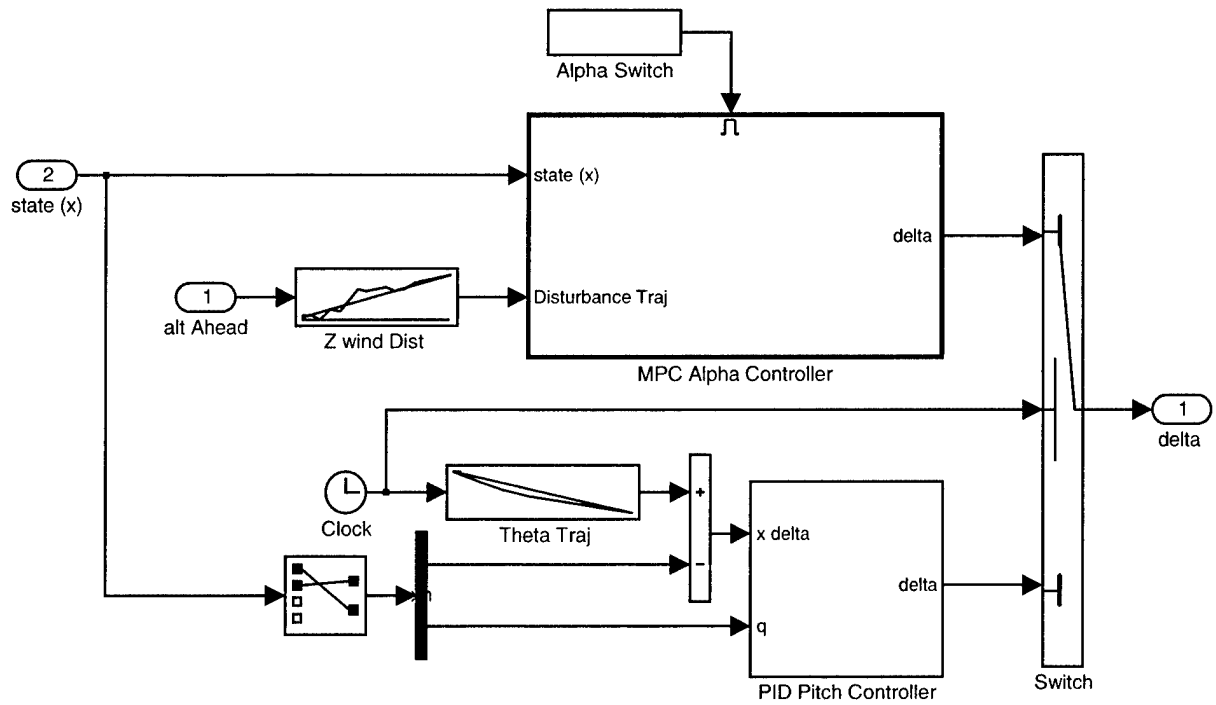 Alpha Switch
2
state (x)
state (x)
delta
1
alt Ahead
Z wind Dist
Disturbance Traj
MPC Alpha Controller
1
delta
Clock
Theta Traj
+
−
x delta
delta
q
PID Pitch Controller
Switch